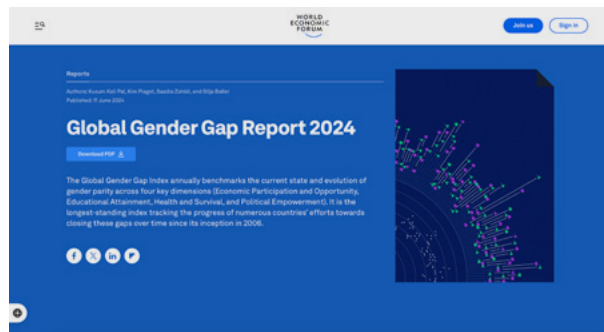 WORLD
ECONOMIC
FORUM
Join us
Sign in
Reports
Authors: Kusum Kali Pal, Kim Piaget, Saadia Zahidi, and Silja Baller
Published: 11 June 2024
Global Gender Gap Report 2024
Download PDF
The Global Gender Gap Index annually benchmarks the current state and evolution of
gender parity across four key dimensions (Economic Participation and Opportunity,
Educational Attainment, Health and Survival, and Political Empowerment). It is the
longest-standing index tracking the progress of numerous countries' efforts towards
closing these gaps over time since its inception in 2006.